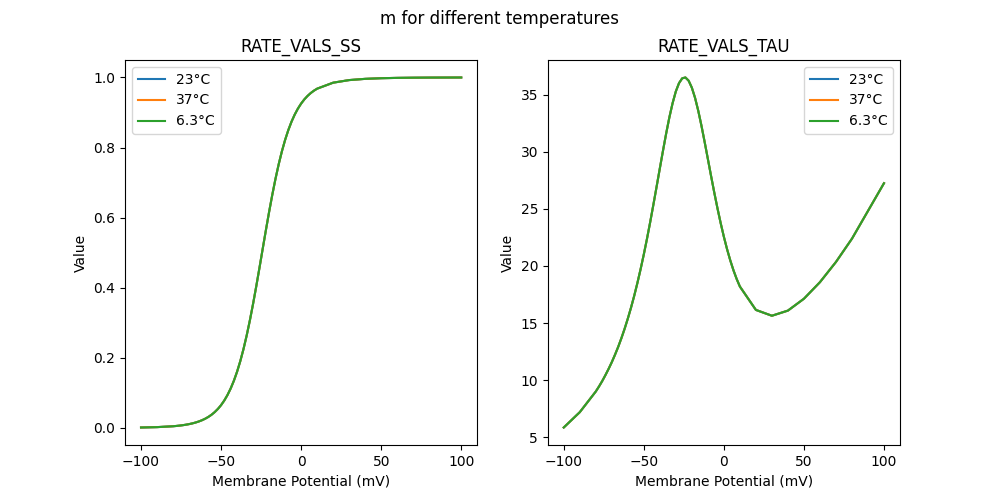 m for different temperatures
RATE_VALS_SS
RATE_VALS_TAU
23°C
37°C
6.3°C
23°C
37°C
6.3°C
Value
1.0
0.8
0.6
0.4
0.2
0.0
−100
−50
0
50
100
Membrane Potential (mV)
Value
35
30
25
20
15
10
5
−100
−50
0
50
100
Membrane Potential (mV)